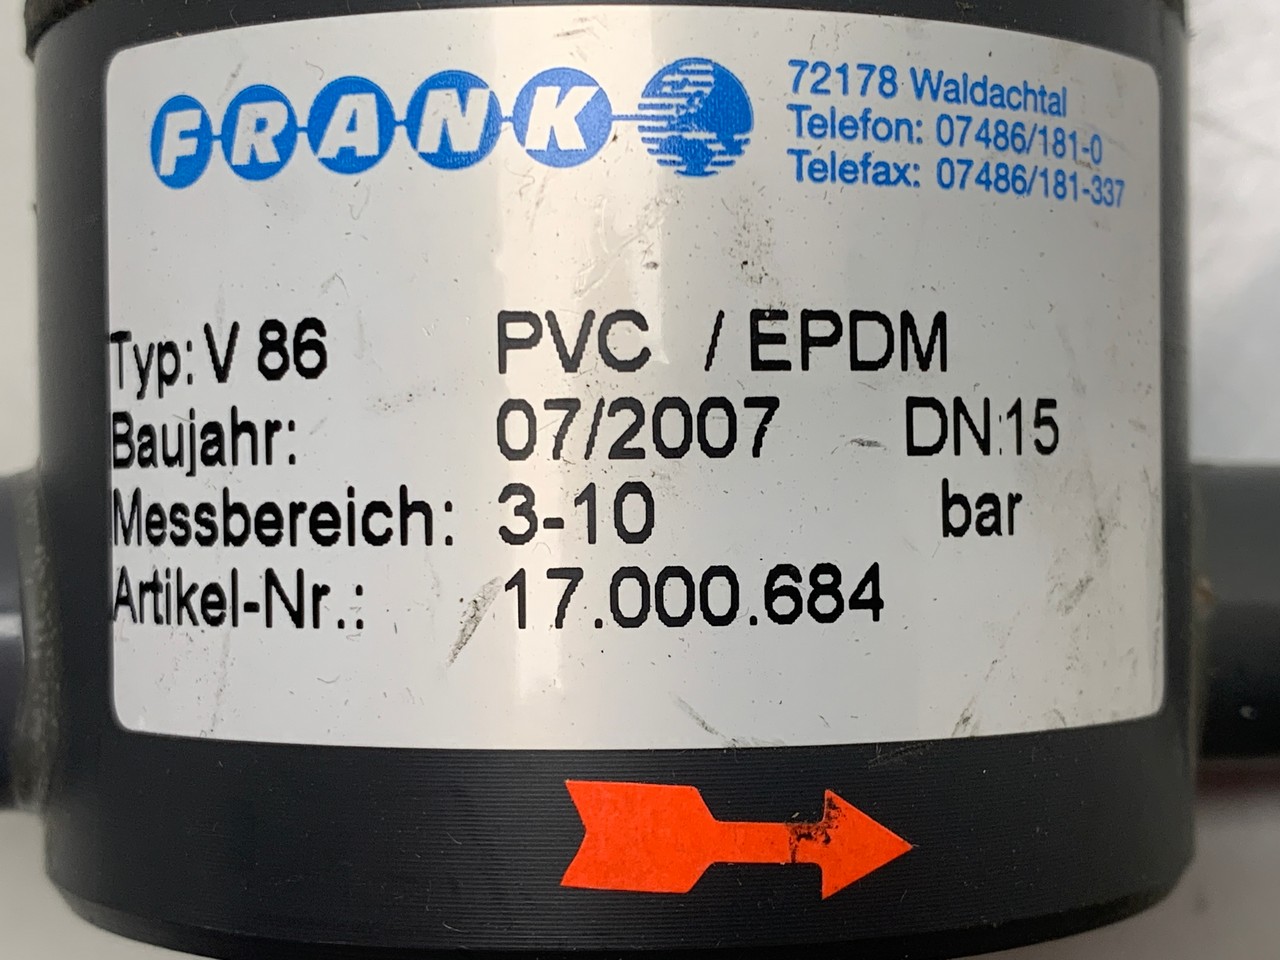 FRANK
72178 Waldachtal
Telefon: 07486/181-0
Telefax: 07486/181-337
Typ: V 86 PVC / EPDM
Baujahr: 07/2007 DN:15
Messbereich: 3-10 bar
Artikel-Nr.: 17.000.684